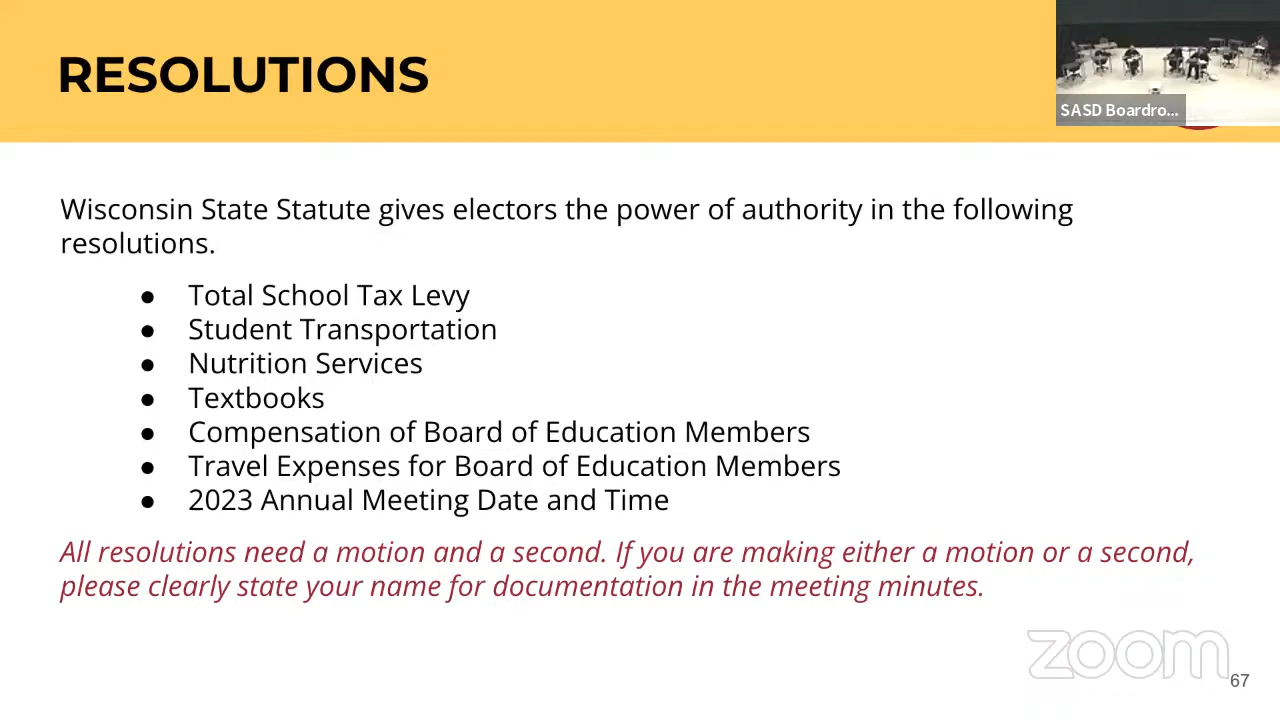 RESOLUTIONS
SASD Boardro...
Wisconsin State Statute gives electors the power of authority in the following
resolutions.
● Total School Tax Levy
● Student Transportation
● Nutrition Services
● Textbooks
● Compensation of Board of Education Members
● Travel Expenses for Board of Education Members
● 2023 Annual Meeting Date and Time
All resolutions need a motion and a second. If you are making either a motion or a second,
please clearly state your name for documentation in the meeting minutes.
zoom
67